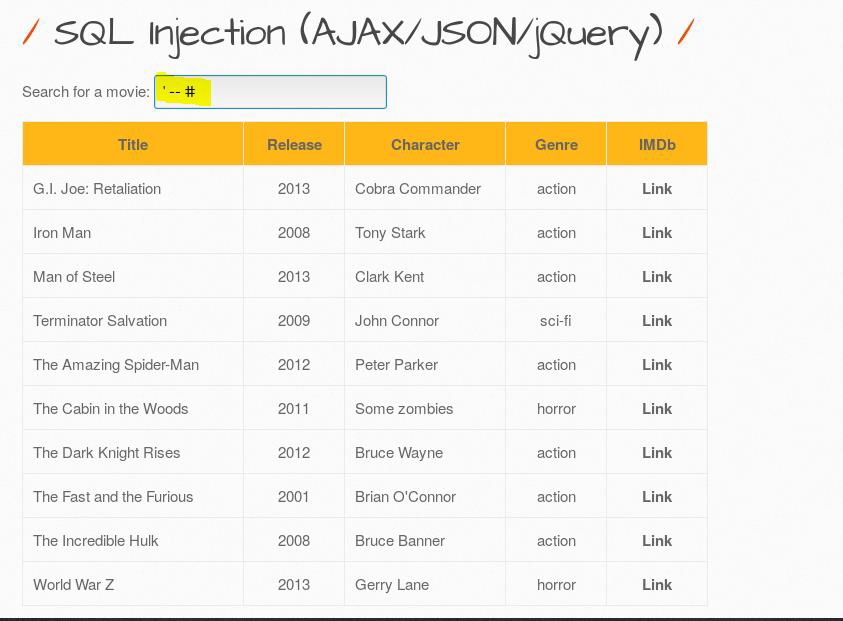 / SQL Injection (AJAX/JSON/jQuery) /
Search for a movie: ' -- #
Title Release Character Genre IMDb
G.I. Joe: Retaliation 2013 Cobra Commander action Link
Iron Man 2008 Tony Stark action Link
Man of Steel 2013 Clark Kent action Link
Terminator Salvation 2009 John Connor sci-fi Link
The Amazing Spider-Man 2012 Peter Parker action Link
The Cabin in the Woods 2011 Some zombies horror Link
The Dark Knight Rises 2012 Bruce Wayne action Link
The Fast and the Furious 2001 Brian O'Connor action Link
The Incredible Hulk 2008 Bruce Banner action Link
World War Z 2013 Gerry Lane horror Link